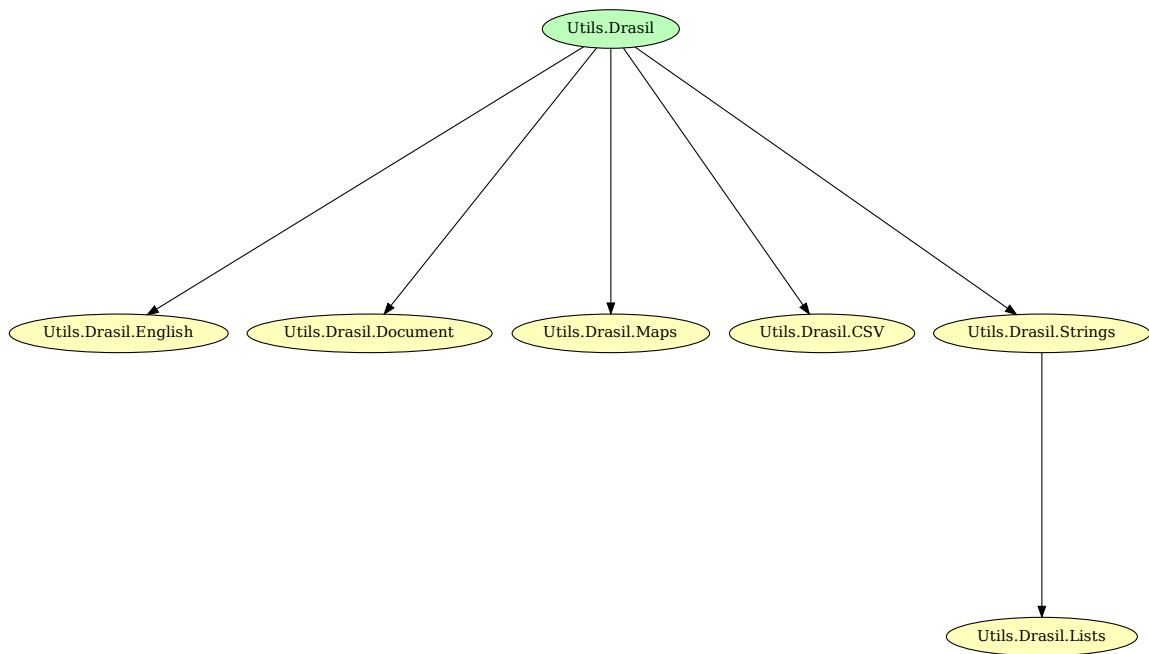 Utils.Drasil
Utils.Drasil.English
Utils.Drasil.Document
Utils.Drasil.Maps
Utils.Drasil.CSV
Utils.Drasil.Strings
Utils.Drasil.Lists